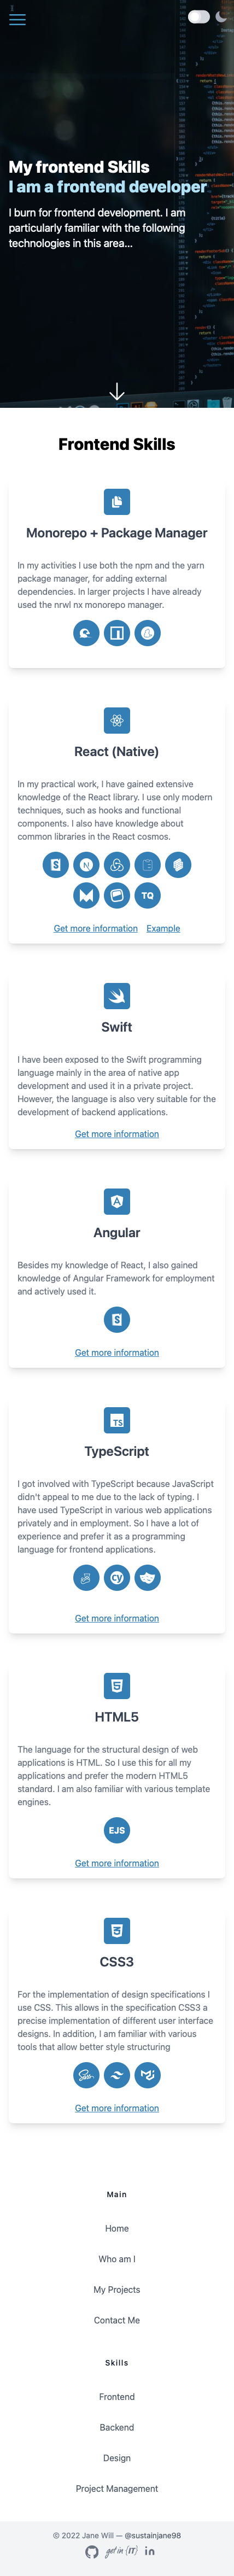 My frontend Skills
I am a frontend developer
I burn for frontend development. I am
particularly familiar with the following
technologies in this area...
Frontend Skills
Monorepo + Package Manager
In my activities I use both the npm and the yarn
package manager, for adding external
dependencies. In larger projects I have already
used the nrwl nx monorepo manager.
React (Native)
In my practical work, I have gained extensive
knowledge of the React library. I use only modern
techniques, such as hooks and functional
components. I also have knowledge about
common libraries in the React cosmos.
TQ
Get more information Example
Swift
I have been exposed to the Swift programming
language mainly in the area of native app
development and used it in a private project.
However, the language is also very suitable for the
development of backend applications.
Get more information
Angular
Besides my knowledge of React, I also gained
knowledge of Angular Framework for employment
and actively used it.
Get more information
TS
TypeScript
I got involved with TypeScript because JavaScript
didn't appeal to me due to the lack of typing. I
have used TypeScript in various web applications
privately and in employment. So I have a lot of
experience and prefer it as a programming
language for frontend applications.
Get more information
HTML5
The language for the structural design of web
applications is HTML. So I use this for all my
applications and prefer the modern HTML5
standard. I am also familiar with various template
engines.
EJS
Get more information
CSS3
For the implementation of design specifications I
use CSS. This allows in the specification CSS3 a
precise implementation of different user interface
designs. In addition, I am familiar with various
tools that allow better style structuring
Get more information
Main
Home
Who am I
My Projects
Contact Me
Skills
Frontend
Backend
Design
Project Management
© 2022 Jane Will — @sustainjane98
get in {IT} in